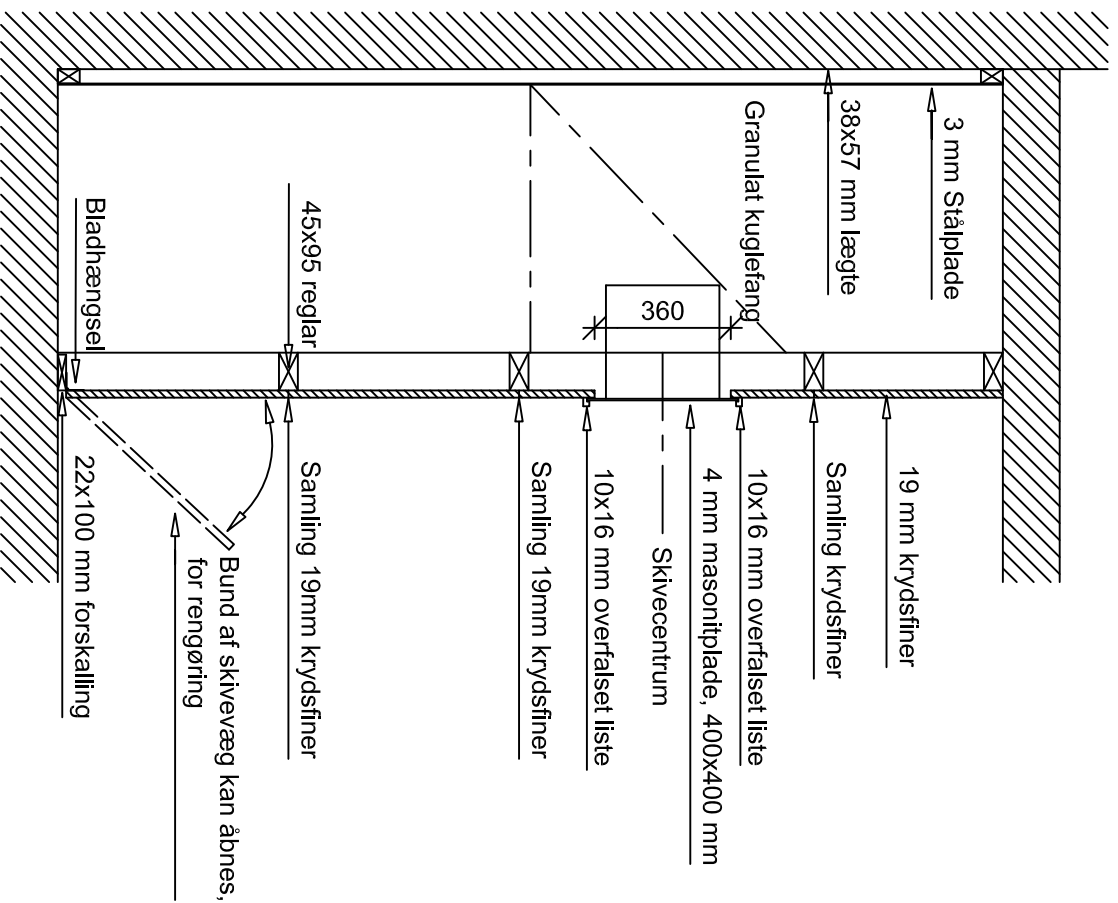 3 mm Stålplade
38x57 mm lægte
Granulat kuglefang
360
45x95 reglar
Bladhængsel
19 mm krydsfiner
Samling krydsfiner
10x16 mm overfalset liste
4 mm masonitplade, 400x400 mm
Skivecentrum
10x16 mm overfalset liste
Samling 19mm krydsfiner
Samling 19mm krydsfiner
Bund af skivevæg kan åbnes,
for rengøring
22x100 mm forskalling